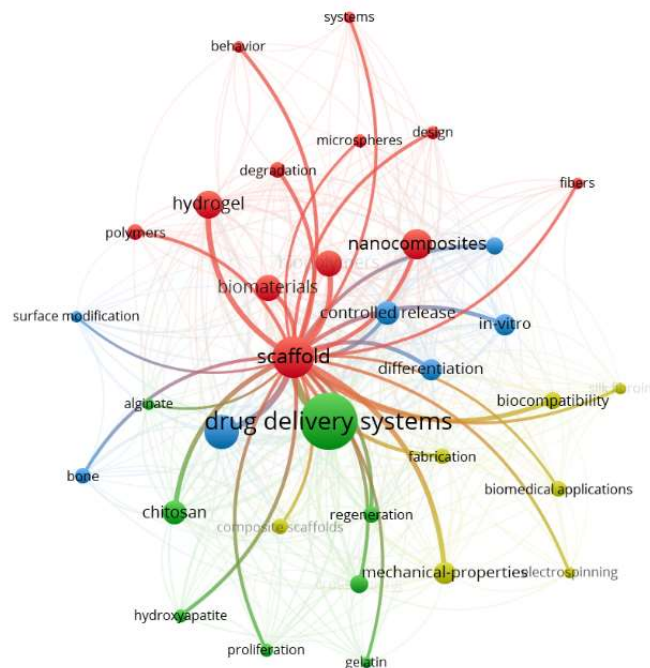 systems
behavior
design
microspheres
degradation
fibers
hydrogel
polymers
nanocomposites
biomaterials
controlled release
surface modification
in-vitro
scaffold
differentiation
biocompatibility
alginate
drug delivery systems
fabrication
bone
biomedical applications
chitosan
regeneration
composite scaffolds
mechanical-properties
electrospinning
hydroxyapatite
proliferation
gelatin